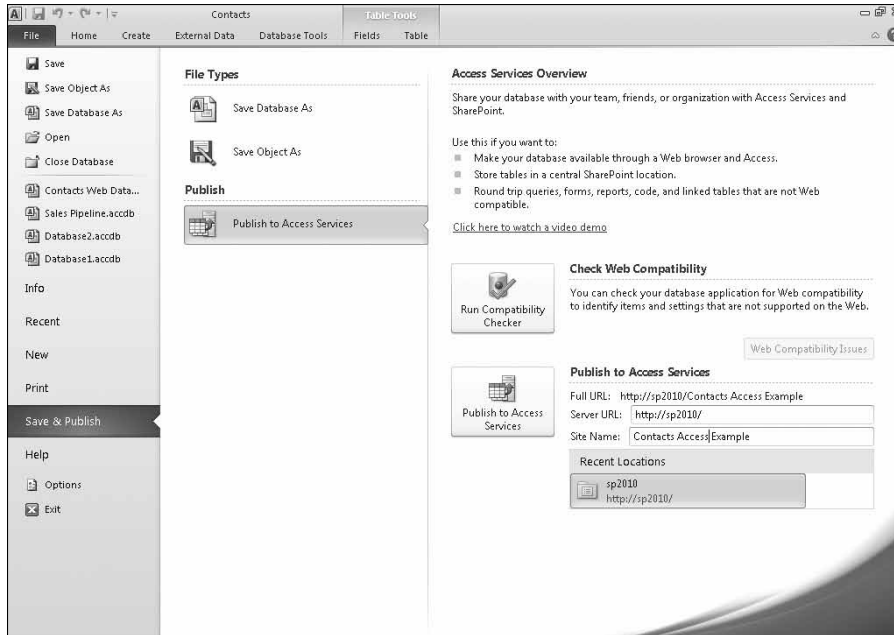 Contacts
Table Tools
File Home Create External Data Database Tools Fields Table
Save
Save Object As
Save Database As
Open
Close Database
Contacts Web Data...
Sales Pipeline.accdb
Database2.accdb
Database1.accdb
Info
Recent
New
Print
Save & Publish
Help
Options
Exit
File Types
Save Database As
Save Object As
Publish
Publish to Access Services
Access Services Overview
Share your database with your team, friends, or organization with Access Services and
SharePoint.
Use this if you want to:
Make your database available through a Web browser and Access.
Store tables in a central SharePoint location.
Round trip queries, forms, reports, code, and linked tables that are not Web
compatible.
Click here to watch a video demo
Run Compatibility
Checker
Check Web Compatibility
You can check your database application for Web compatibility
to identify items and settings that are not supported on the Web.
Web Compatibility Issues
Publish to Access
Services
Publish to Access Services
Full URL: http://sp2010/Contacts Access Example
Server URL: http://sp2010/
Site Name: Contacts Access Example
Recent Locations
sp2010
http://sp2010/